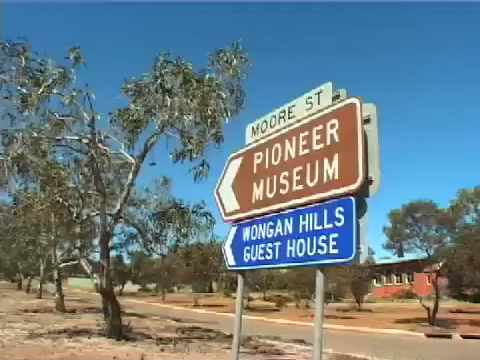 MOORE ST
PIONEER
MUSEUM
WONGAN HILLS
GUEST HOUSE